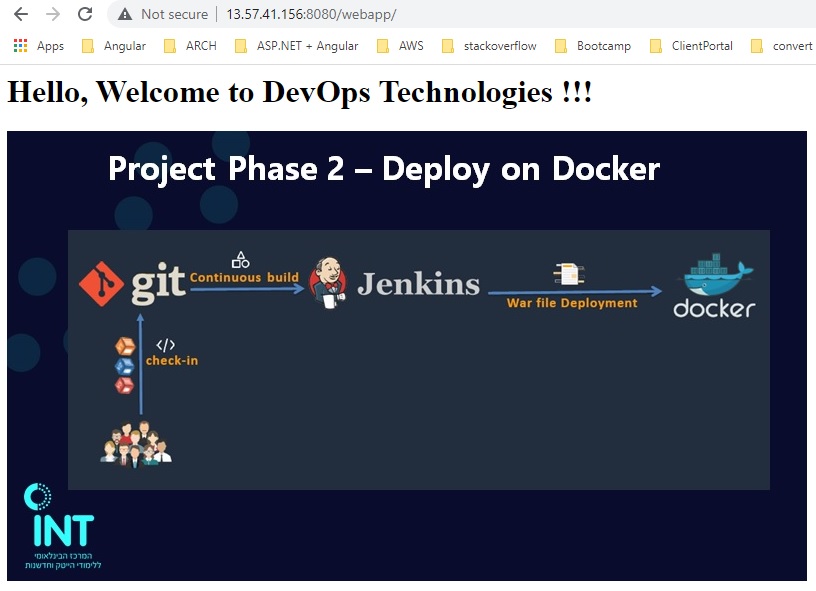 Not secure | 13.57.41.156:8080/webapp/
Apps Angular ARCH ASP.NET + Angular AWS stackoverflow Bootcamp ClientPortal convert
Hello, Welcome to DevOps Technologies !!!
Project Phase 2 – Deploy on Docker
git
Continuous build
Jenkins
War file Deployment
docker
</>
check-in
INT
המרכז הבינלאומי
ללימודי הייטק וחדשנות